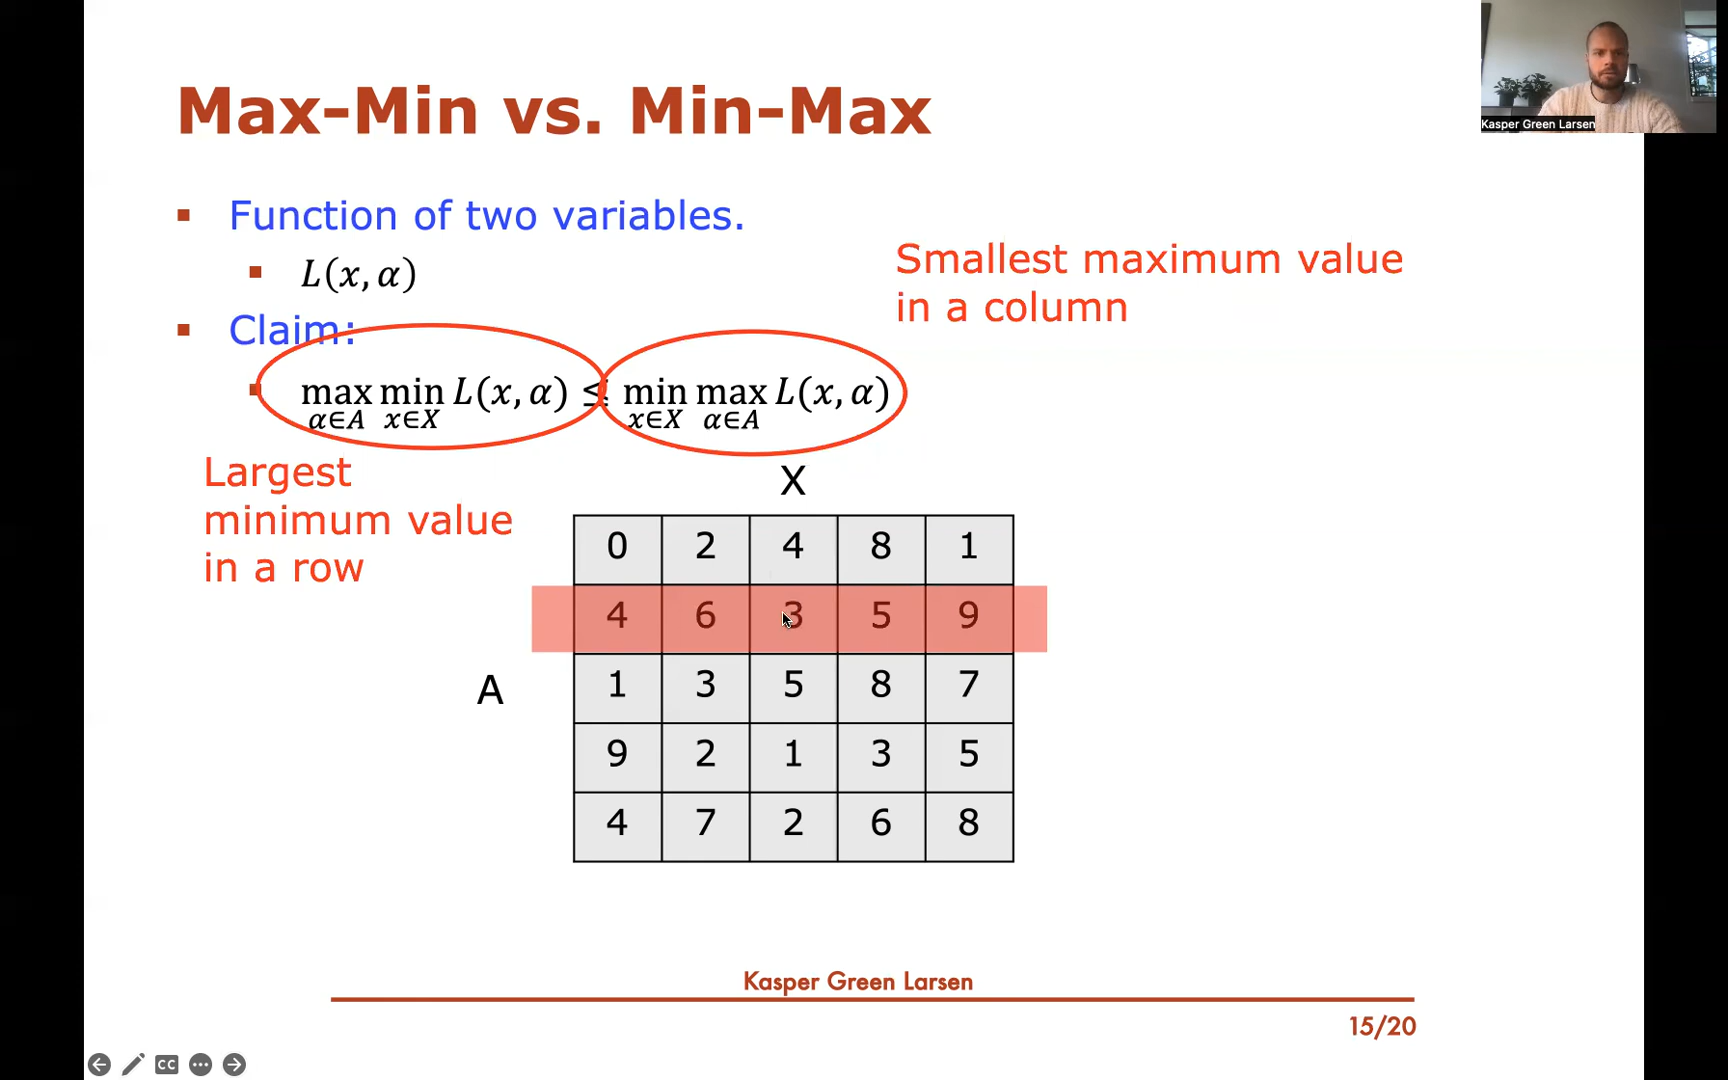 Max-Min vs. Min-Max
Kasper Green Larsen
Function of two variables.
L(x, α)
Smallest maximum value
in a column
Claim:
max min L(x, α) ≤ min max L(x, α)
α∈A x∈X x∈X α∈A
Largest
minimum value
in a row
X
0 2 4 8 1
4 6 3 5 9
A
1 3 5 8 7
9 2 1 3 5
4 7 2 6 8
Kasper Green Larsen
15/20
CC